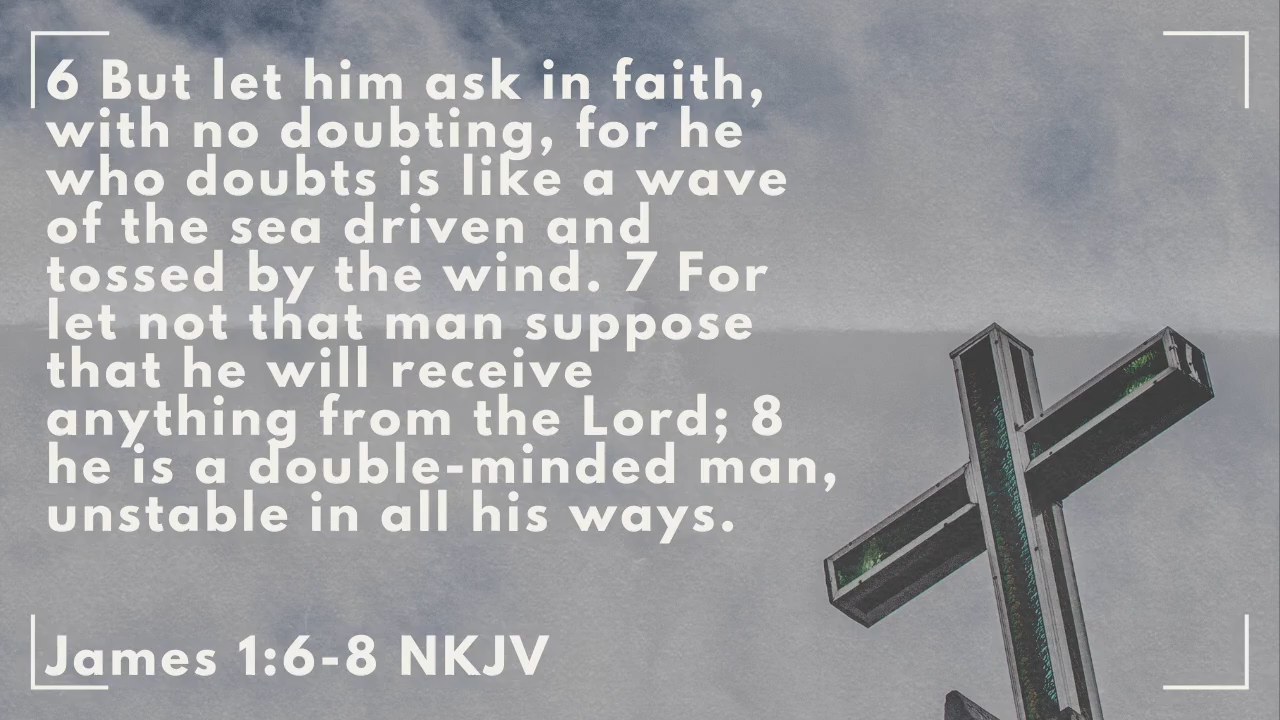 6 But let him ask in faith,
with no doubting, for he
who doubts is like a wave
of the sea driven and
tossed by the wind. 7 For
let not that man suppose
that he will receive
anything from the Lord; 8
he is a double-minded man,
unstable in all his ways.
James 1:6-8 NKJV